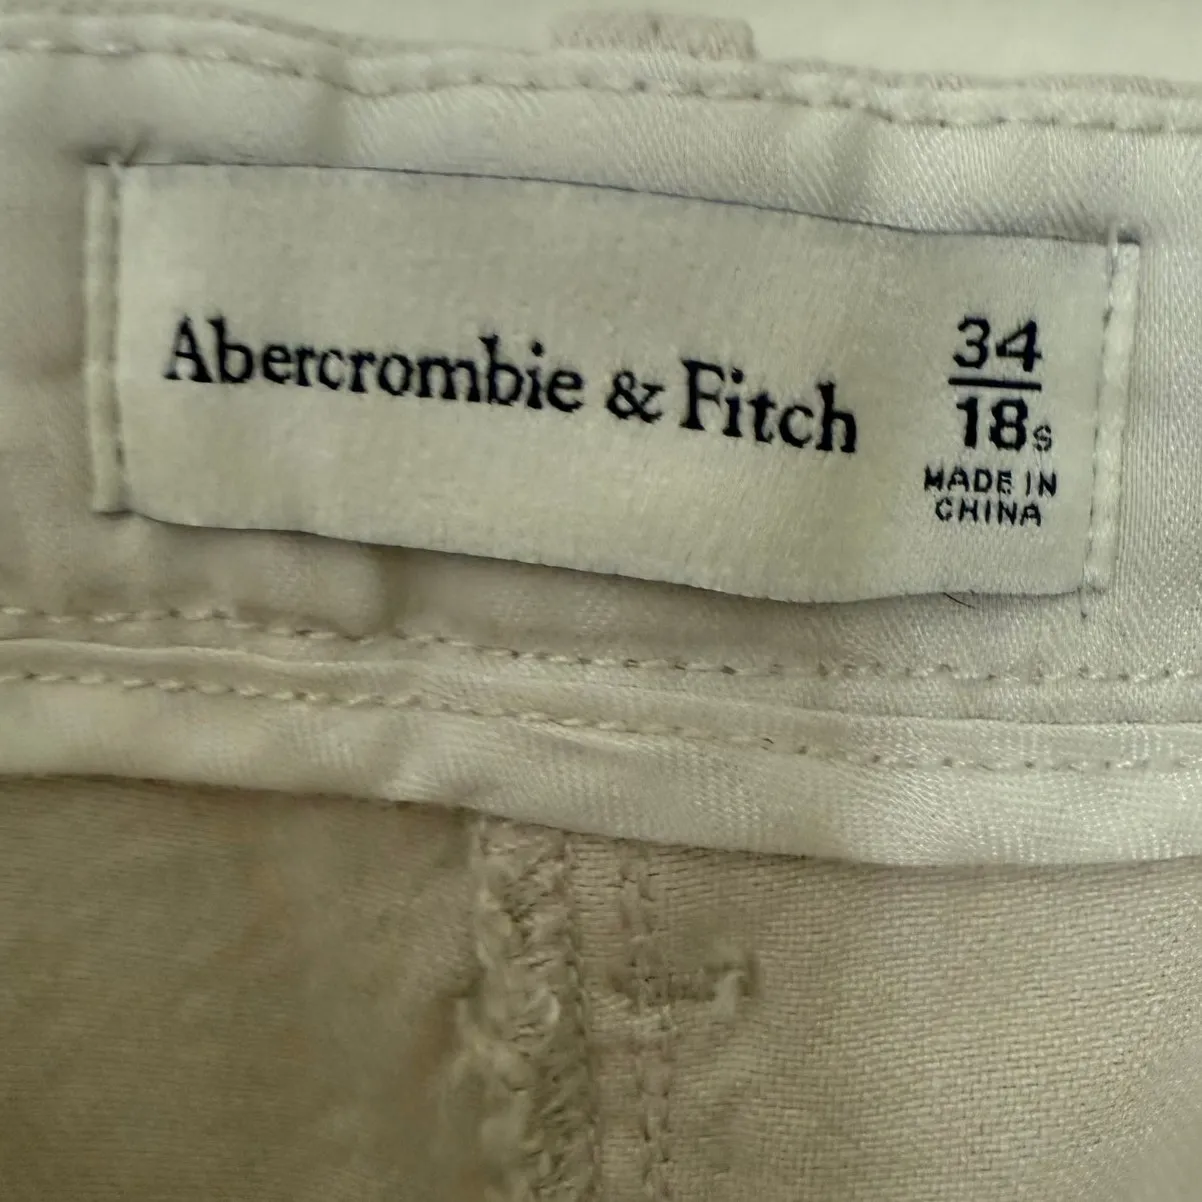 Abercrombie & Fitch
34
18s
MADE IN
CHINA